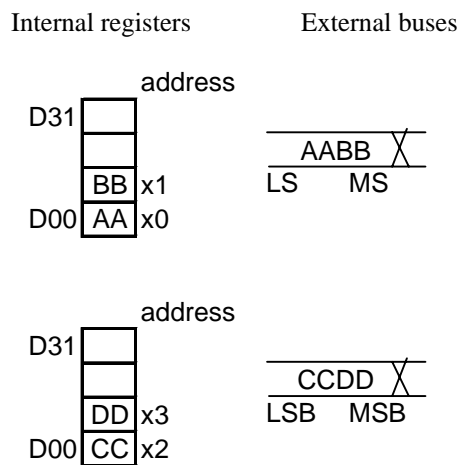 Internal registers External buses
address
D31
AABB
BB x1
LS MS
D00 AA x0
address
D31
CCDD
DD x3
LSB MSB
D00 CC x2